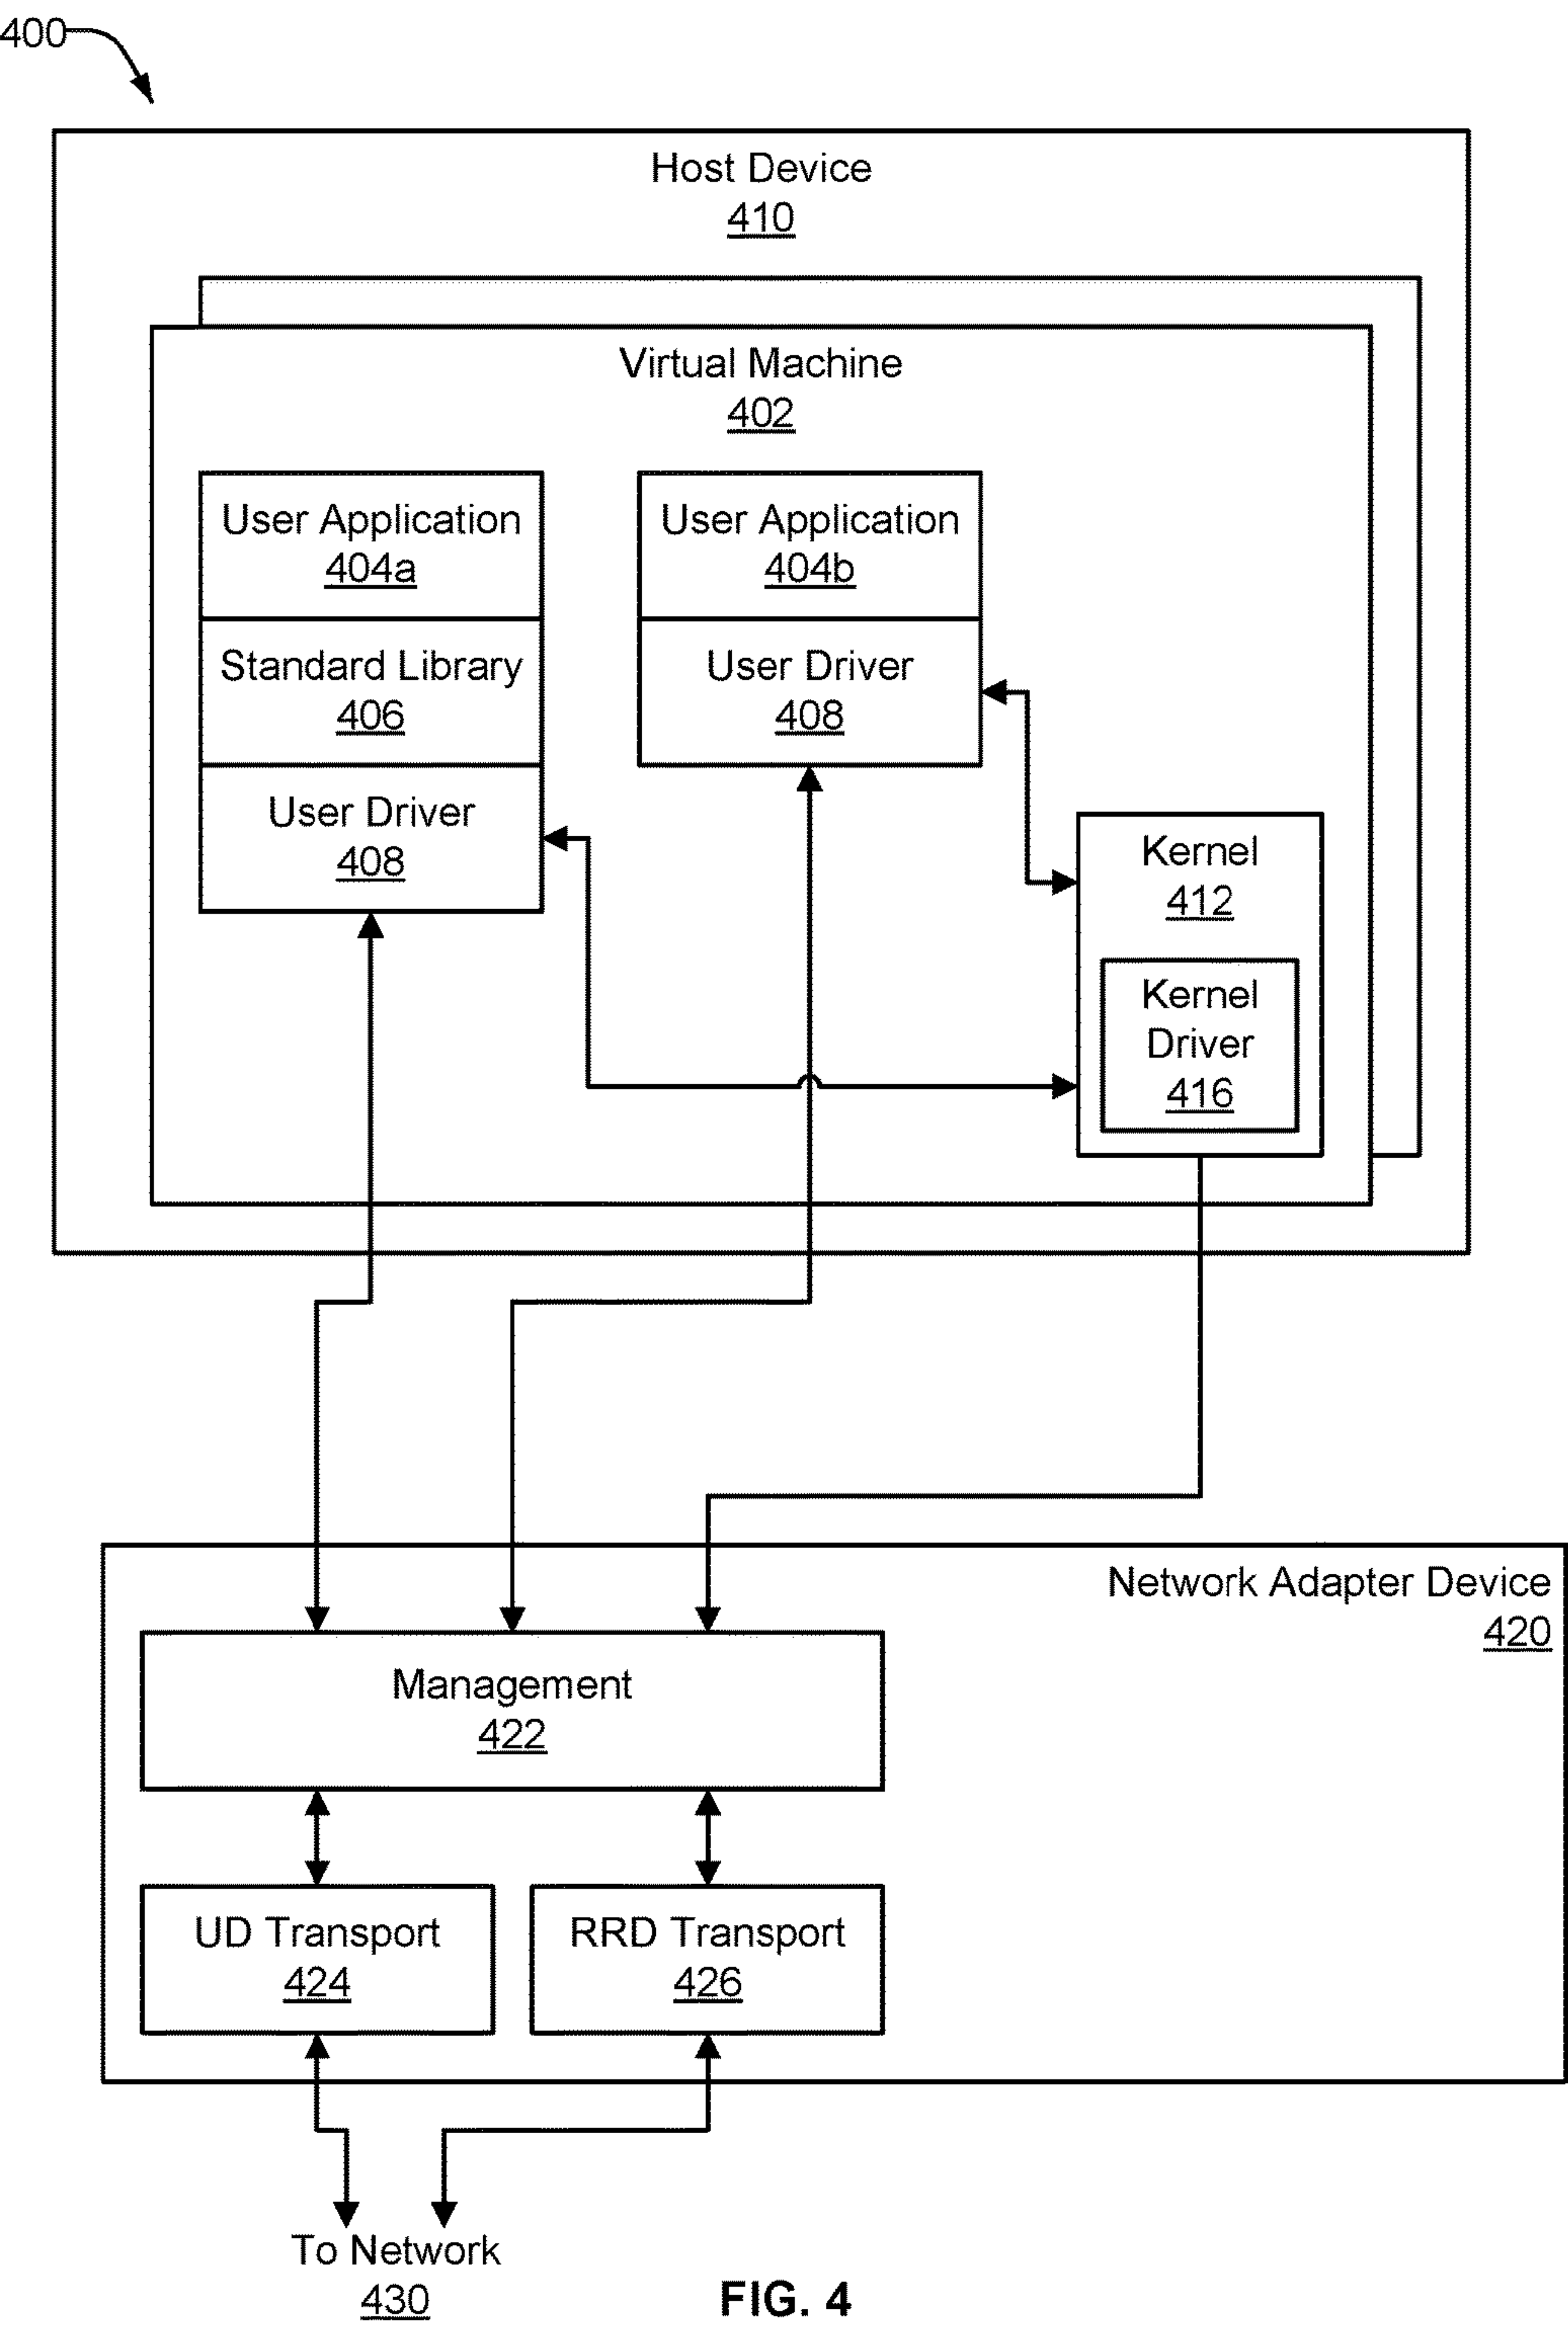 400
Host Device
410
Virtual Machine
402
User Application
404a
Standard Library
406
User Driver
408
User Application
404b
User Driver
408
Kernel
412
Kernel
Driver
416
Network Adapter Device
420
Management
422
UD Transport
424
RRD Transport
426
To Network
430
FIG. 4